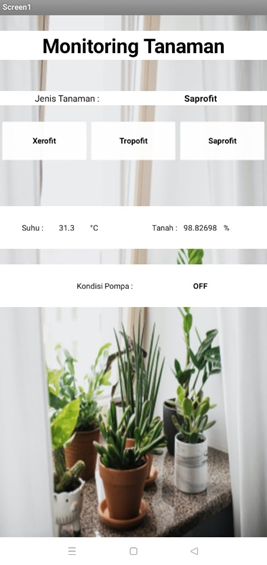 Screen1
Monitoring Tanaman
Jenis Tanaman : Saprofit
Xerofit Tropofit Saprofit
Suhu : 31.3 °C Tanah : 98.82698 %
Kondisi Pompa : OFF